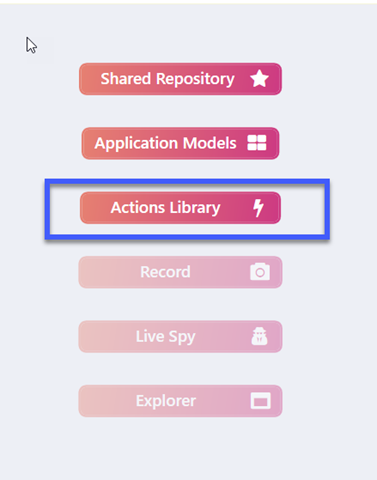 Shared Repository
Application Models
Actions Library
Record
Live Spy
Explorer